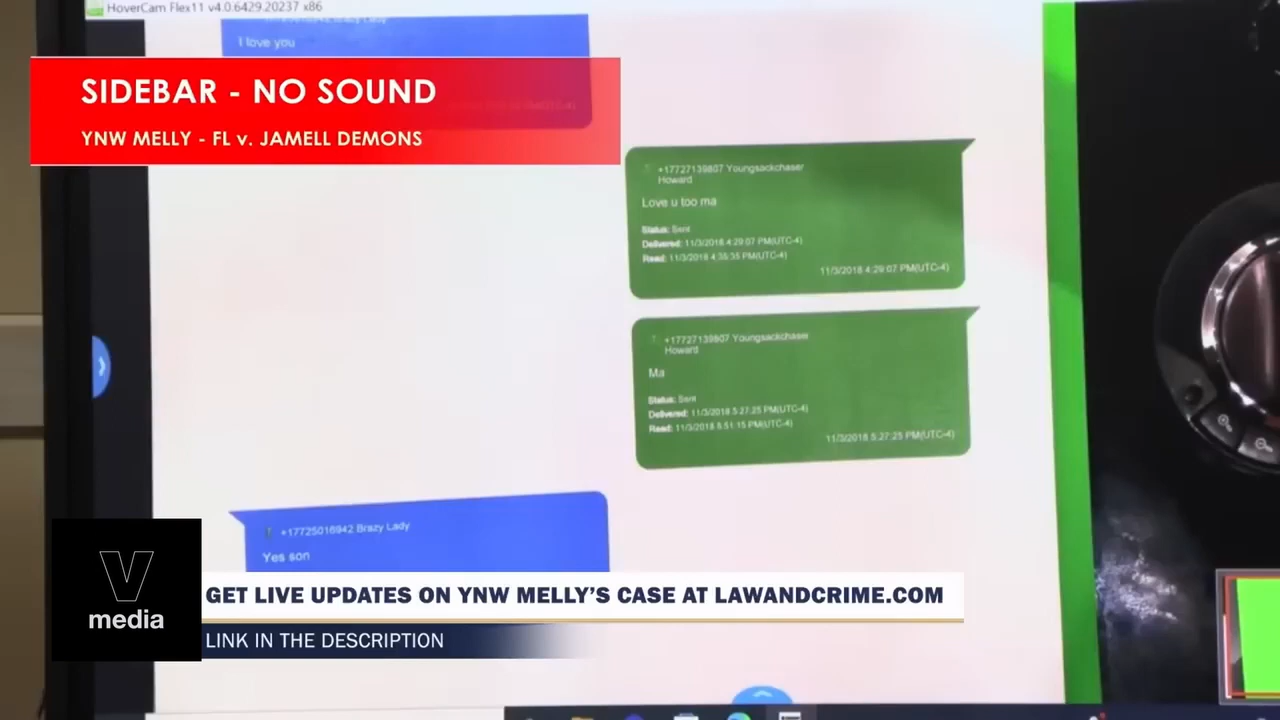 HoverCam Flex11 v4.0.6429.20237 x86
Brazy Lady
I love you
SIDEBAR - NO SOUND
YNW MELLY - FL v. JAMELL DEMONS
+17727139807 Youngsackchaser
Howard
Love u too ma
Status: Sent
Delivered: 11/3/2018 4:29:07 PM(UTC-4)
Read: 11/3/2018 4:35:35 PM(UTC-4)
11/3/2018 4:29:07 PM(UTC-4)
+17727139807 Youngsackchaser
Howard
Ma
Status: Sent
Delivered: 11/3/2018 5:27:25 PM(UTC-4)
Read: 11/3/2018 6:51:15 PM(UTC-4)
11/3/2018 5:27:25 PM(UTC-4)
+17725016942 Brazy Lady
Yes son
V
media
GET LIVE UPDATES ON YNW MELLY'S CASE AT LAWANDCRIME.COM
LINK IN THE DESCRIPTION